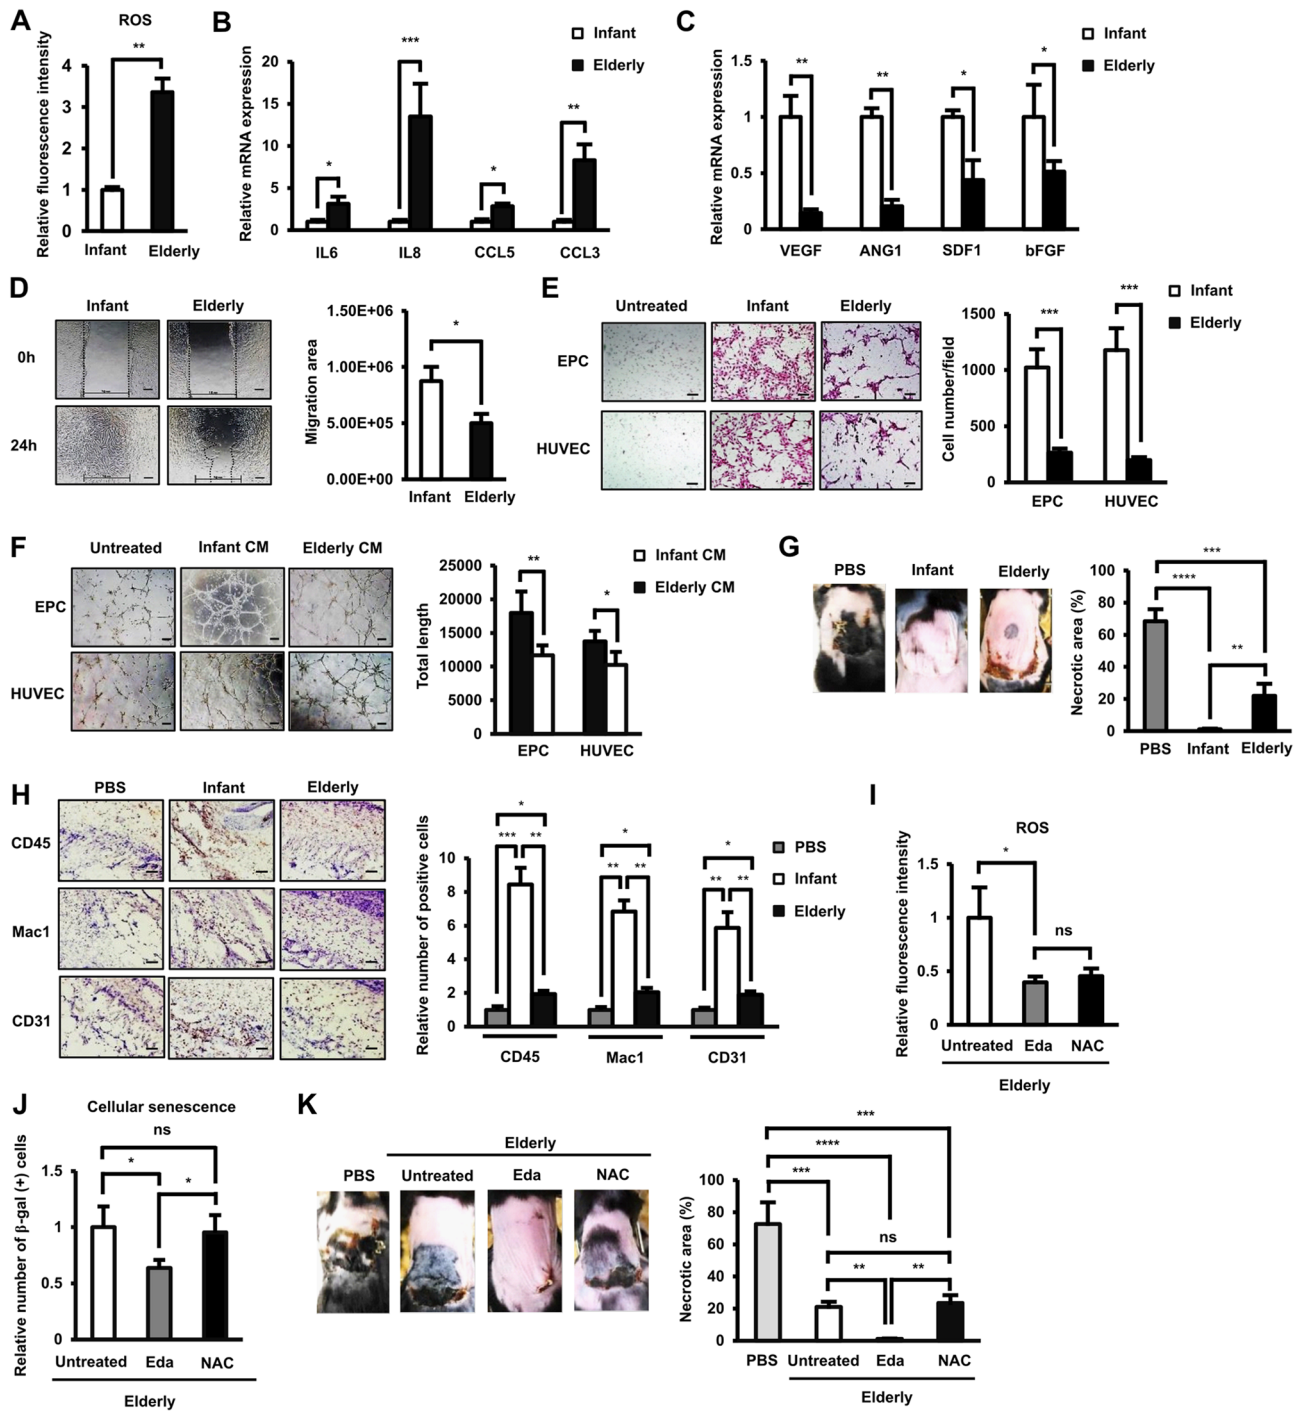 A
ROS
Relative fluorescence intensity
**
4
3
2
1
0
Infant
Elderly
B
Infant
Elderly
Relative mRNA expression
20
15
10
5
0
*
***
*
**
IL6
IL8
CCL5
CCL3
C
Infant
Elderly
Relative mRNA expression
1.5
1
0.5
0
**
**
*
*
VEGF
ANG1
SDF1
bFGF
D
Infant
Elderly
0h
24h
Migration area
1.50E+06
1.00E+06
5.00E+05
0.00E+00
*
Infant
Elderly
E
Untreated
Infant
Elderly
EPC
HUVEC
Infant
Elderly
Cell number/field
1500
1000
500
0
***
***
EPC
HUVEC
F
Untreated
Infant CM
Elderly CM
EPC
HUVEC
Infant CM
Elderly CM
Total length
25000
20000
15000
10000
5000
0
**
*
EPC
HUVEC
G
PBS
Infant
Elderly
Necrotic area (%)
100
80
60
40
20
0
***
****
**
PBS
Infant
Elderly
H
PBS
Infant
Elderly
CD45
Mac1
CD31
Relative number of positive cells
10
8
6
4
2
0
*
***
**
*
**
**
*
**
**
PBS
Infant
Elderly
CD45
Mac1
CD31
I
ROS
Relative fluorescence intensity
1.5
1
0.5
0
*
ns
Untreated
Eda
NAC
Elderly
J
Cellular senescence
Relative number of β-gal (+) cells
1.5
1
0.5
0
ns
*
*
Untreated
Eda
NAC
Elderly
K
Elderly
PBS
Untreated
Eda
NAC
Necrotic area (%)
100
80
60
40
20
0
***
****
***
ns
**
**
PBS
Untreated
Eda
NAC
Elderly